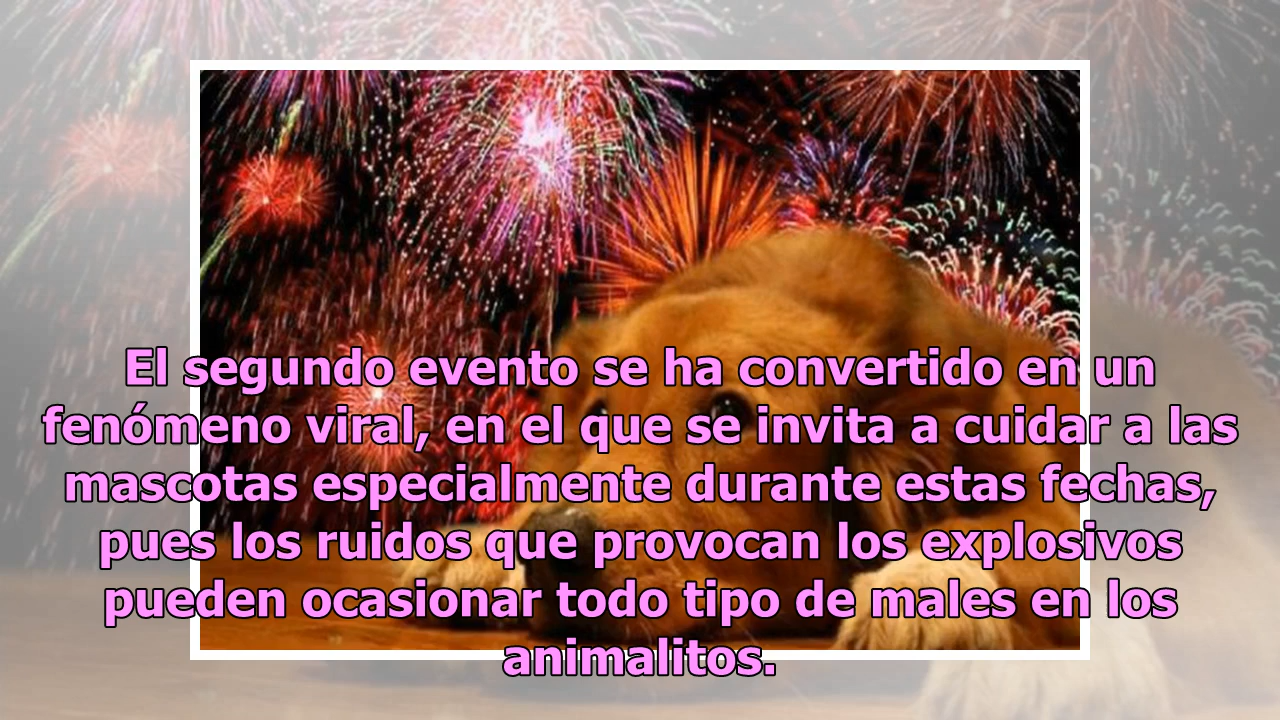 El segundo evento se ha convertido en un
fenómeno viral, en el que se invita a cuidar a las
mascotas especialmente durante estas fechas,
pues los ruidos que provocan los explosivos
pueden ocasionar todo tipo de males en los
animalitos.